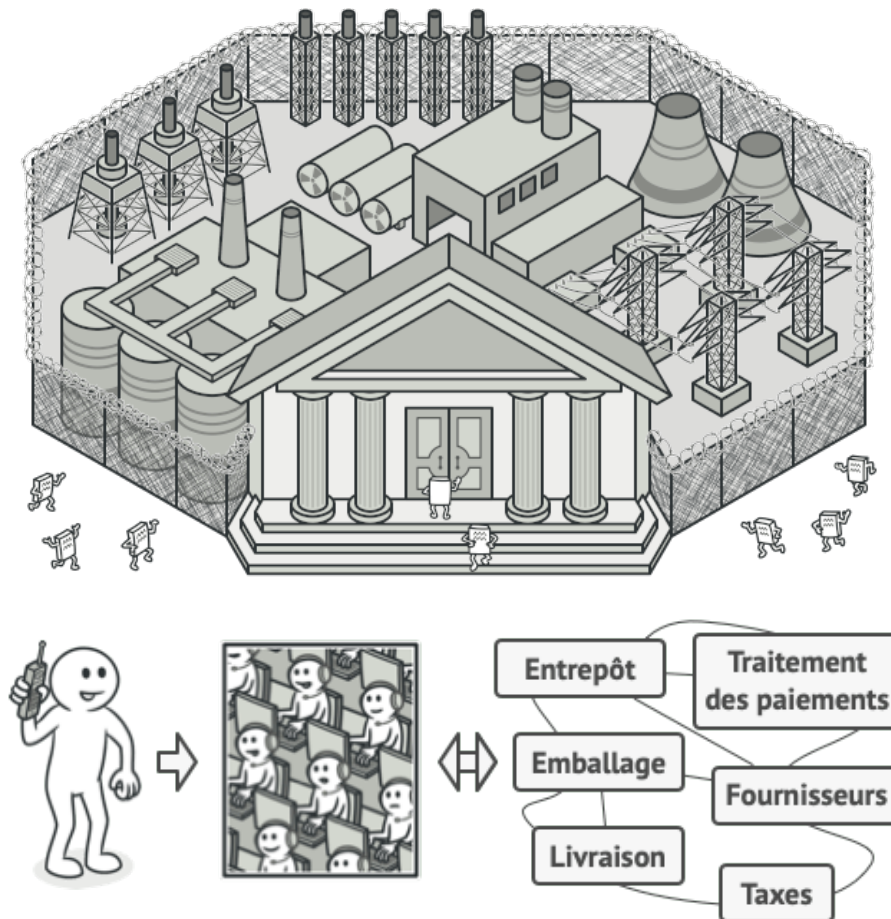 Entrepôt
Traitement
des paiements
Emballage
Fournisseurs
Livraison
Taxes